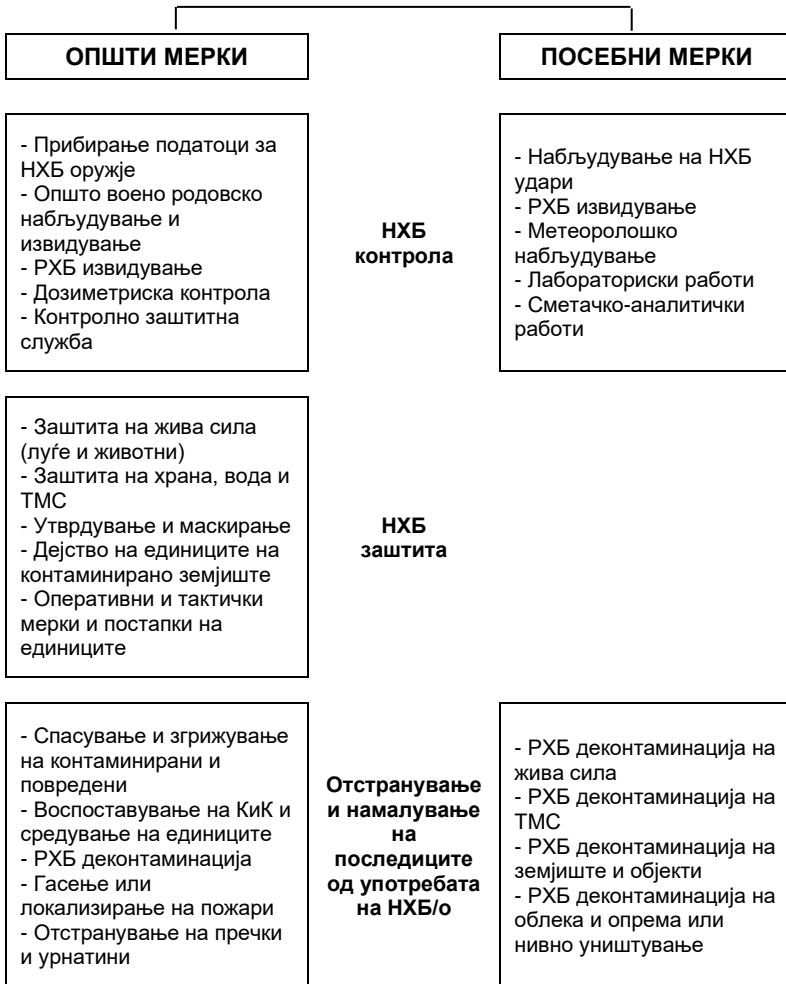 ОПШТИ МЕРКИ
ПОСЕБНИ МЕРКИ
- Прибирање податоци за
НХБ оружје
- Општо воено родовско
набљудување и
извидување
- РХБ извидување
- Дозиметриска контрола
- Контролно заштитна
служба
НХБ
контрола
- Набљудување на НХБ
удари
- РХБ извидување
- Метеоролошко
набљудување
- Лабораториски работи
- Сметачко-аналитички
работи
- Заштита на жива сила
(луѓе и животни)
- Заштита на храна, вода и
ТМС
- Утврдување и маскирање
- Дејство на единиците на
контаминирано земјиште
- Оперативни и тактички
мерки и постапки на
единиците
НХБ
заштита
- Спасување и згрижување
на контаминирани и
повредени
- Воспоставување на КиК и
средување на единиците
- РХБ деконтаминација
- Гасење или
локализирање на пожари
- Отстранување на пречки
и урнатини
Отстранување
и намалување
на
последиците
од употребата
на НХБ/о
- РХБ деконтаминација на
жива сила
- РХБ деконтаминација на
ТМС
- РХБ деконтаминација на
земјиште и објекти
- РХБ деконтаминација на
облека и опрема или
нивно уништување